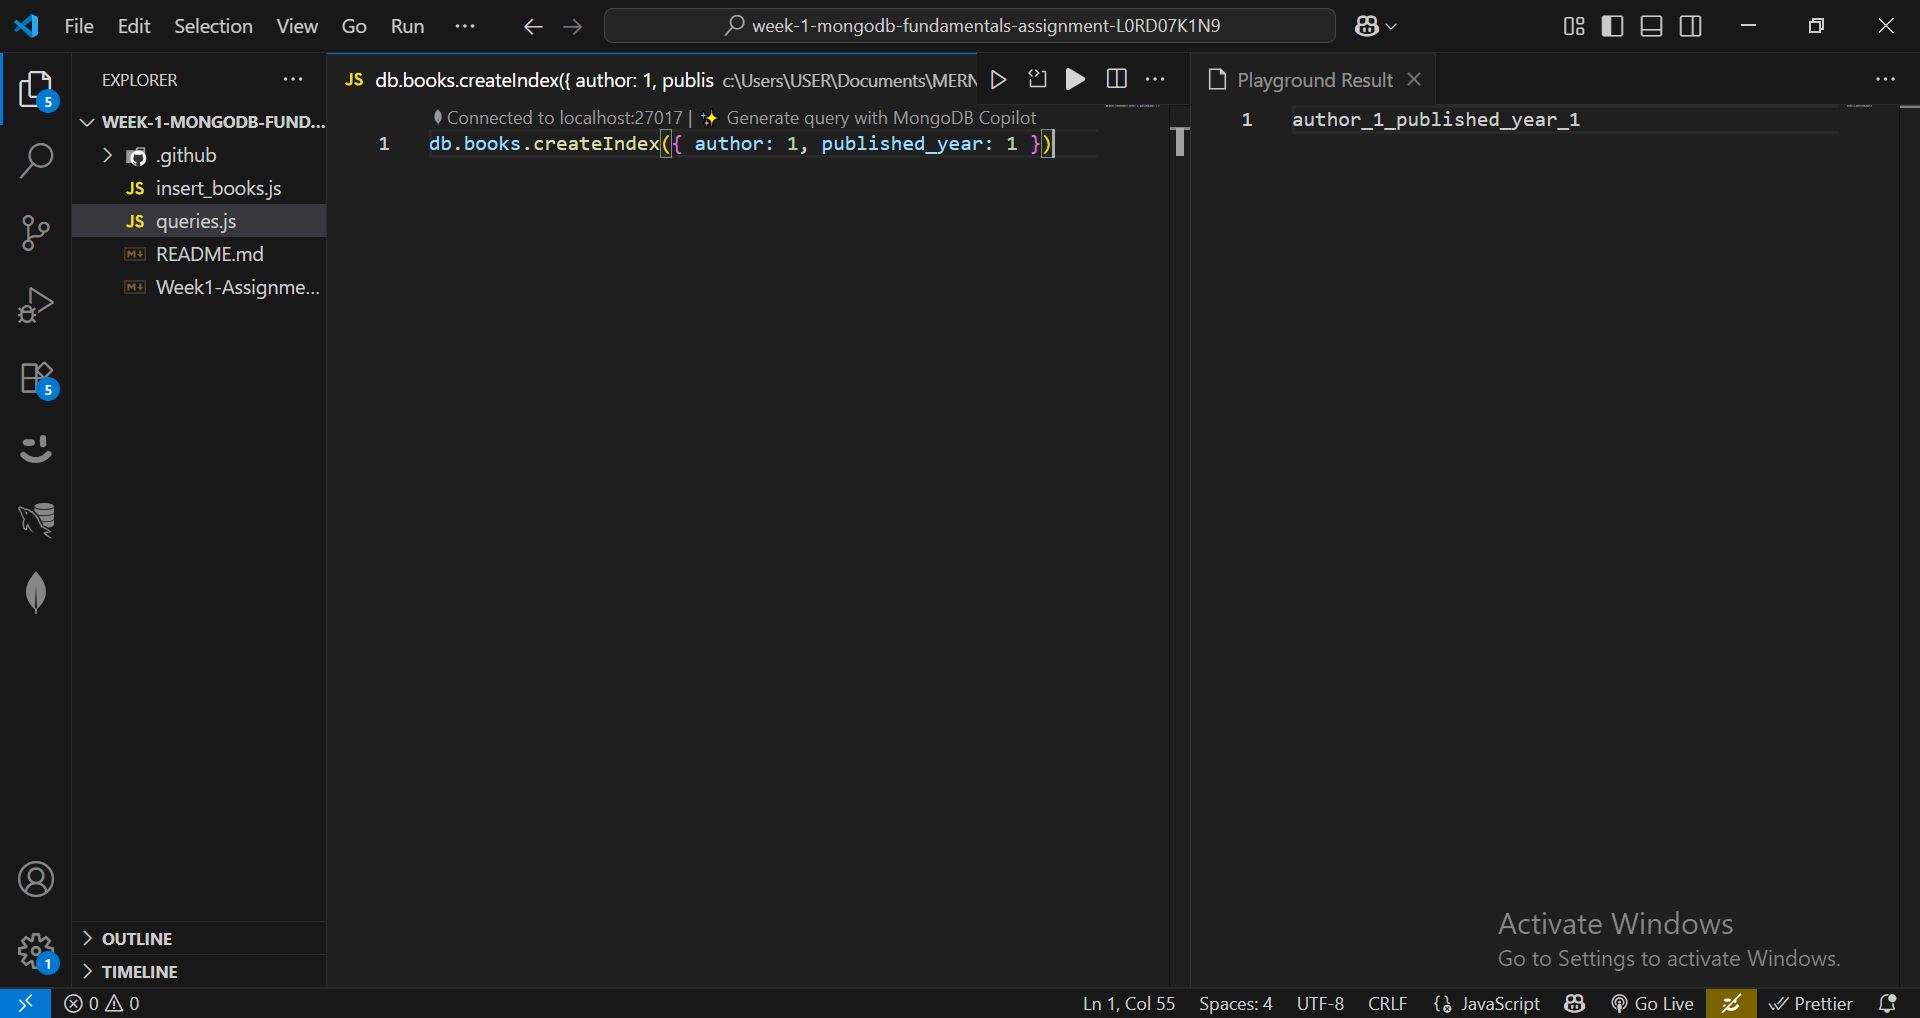 File Edit Selection View Go Run ···
week-1-mongodb-fundamentals-assignment-L0RD07K1N9
EXPLORER ···
WEEK-1-MONGODB-FUND...
.github
JS insert_books.js
JS queries.js
README.md
Week1-Assignme...
OUTLINE
TIMELINE
5
5
1
JS db.books.createIndex({ author: 1, publis c:\Users\USER\Documents\MERN
Connected to localhost:27017 | ✨ Generate query with MongoDB Copilot
1 db.books.createIndex({ author: 1, published_year: 1 })
Playground Result
1 author_1_published_year_1
Activate Windows
Go to Settings to activate Windows.
0 0 Ln 1, Col 55 Spaces: 4 UTF-8 CRLF JavaScript Go Live Prettier